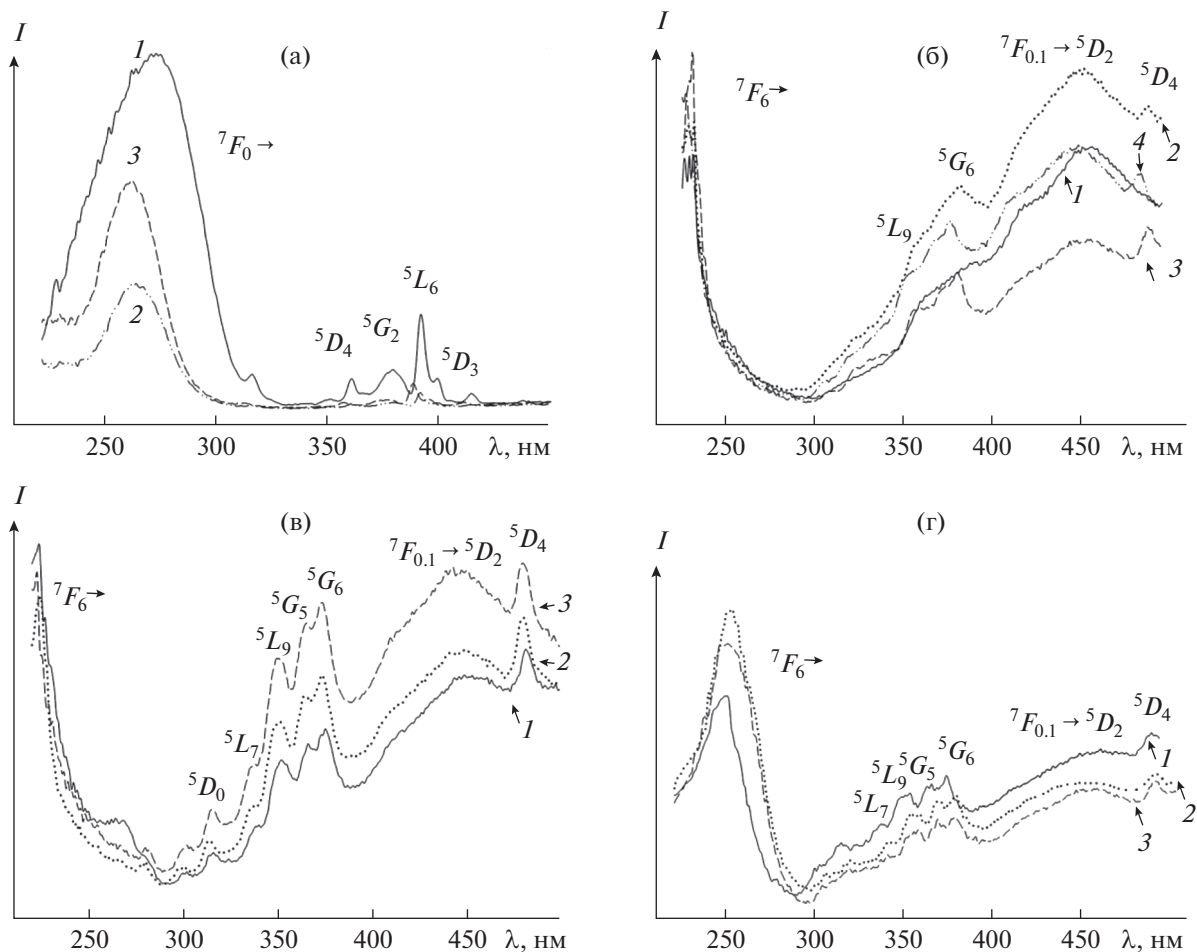 I
(а)
1
⁷F₀ →
3
2
⁵D₄
⁵G₂
⁵L₆
⁵D₃
250 300 350 400 λ, нм
I
(б)
⁷F₀.₁ → ⁵D₂
⁵D₄
⁷F₆→
⁵G₆
⁵L₉
4
2
1
3
250 300 350 400 450 λ, нм
I
(в)
⁷F₀.₁ → ⁵D₂
⁵D₄
⁷F₆→
⁵G₆
⁵G₅
⁵L₉
⁵L₇
⁵D₀
3
2
1
250 300 350 400 450 λ, нм
I
(г)
⁷F₆→
⁷F₀.₁ → ⁵D₂
⁵D₄
⁵G₆
⁵L₉
⁵G₅
⁵L₇
1
2
3
250 300 350 400 450 λ, нм